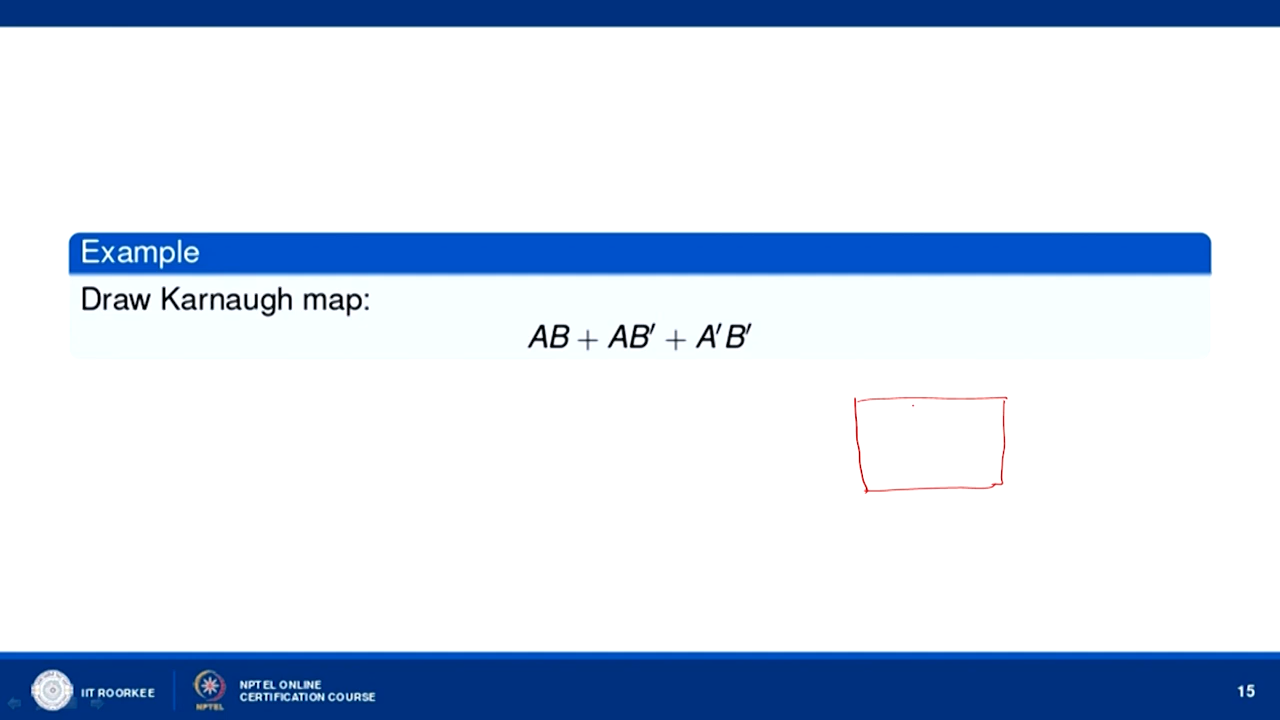 Example
Draw Karnaugh map:
AB + AB′ + A′B′
IIT ROORKEE
NPTEL
NPTEL ONLINE
CERTIFICATION COURSE
15